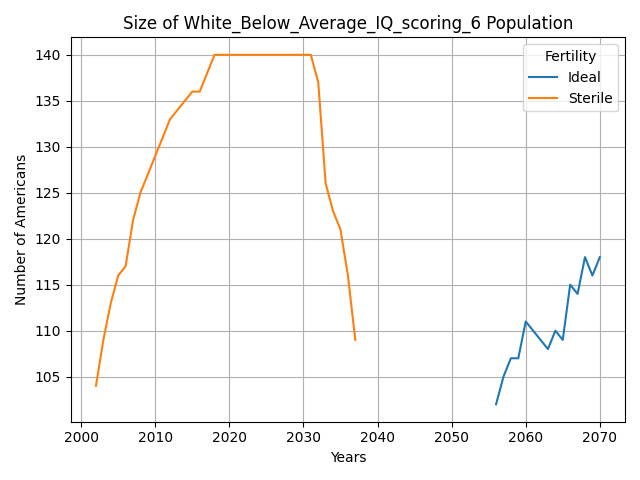 Size of White_Below_Average_IQ_scoring_6 Population
Fertility
Ideal
Sterile
140
135
130
125
120
115
110
105
Number of Americans
2000 2010 2020 2030 2040 2050 2060 2070
Years